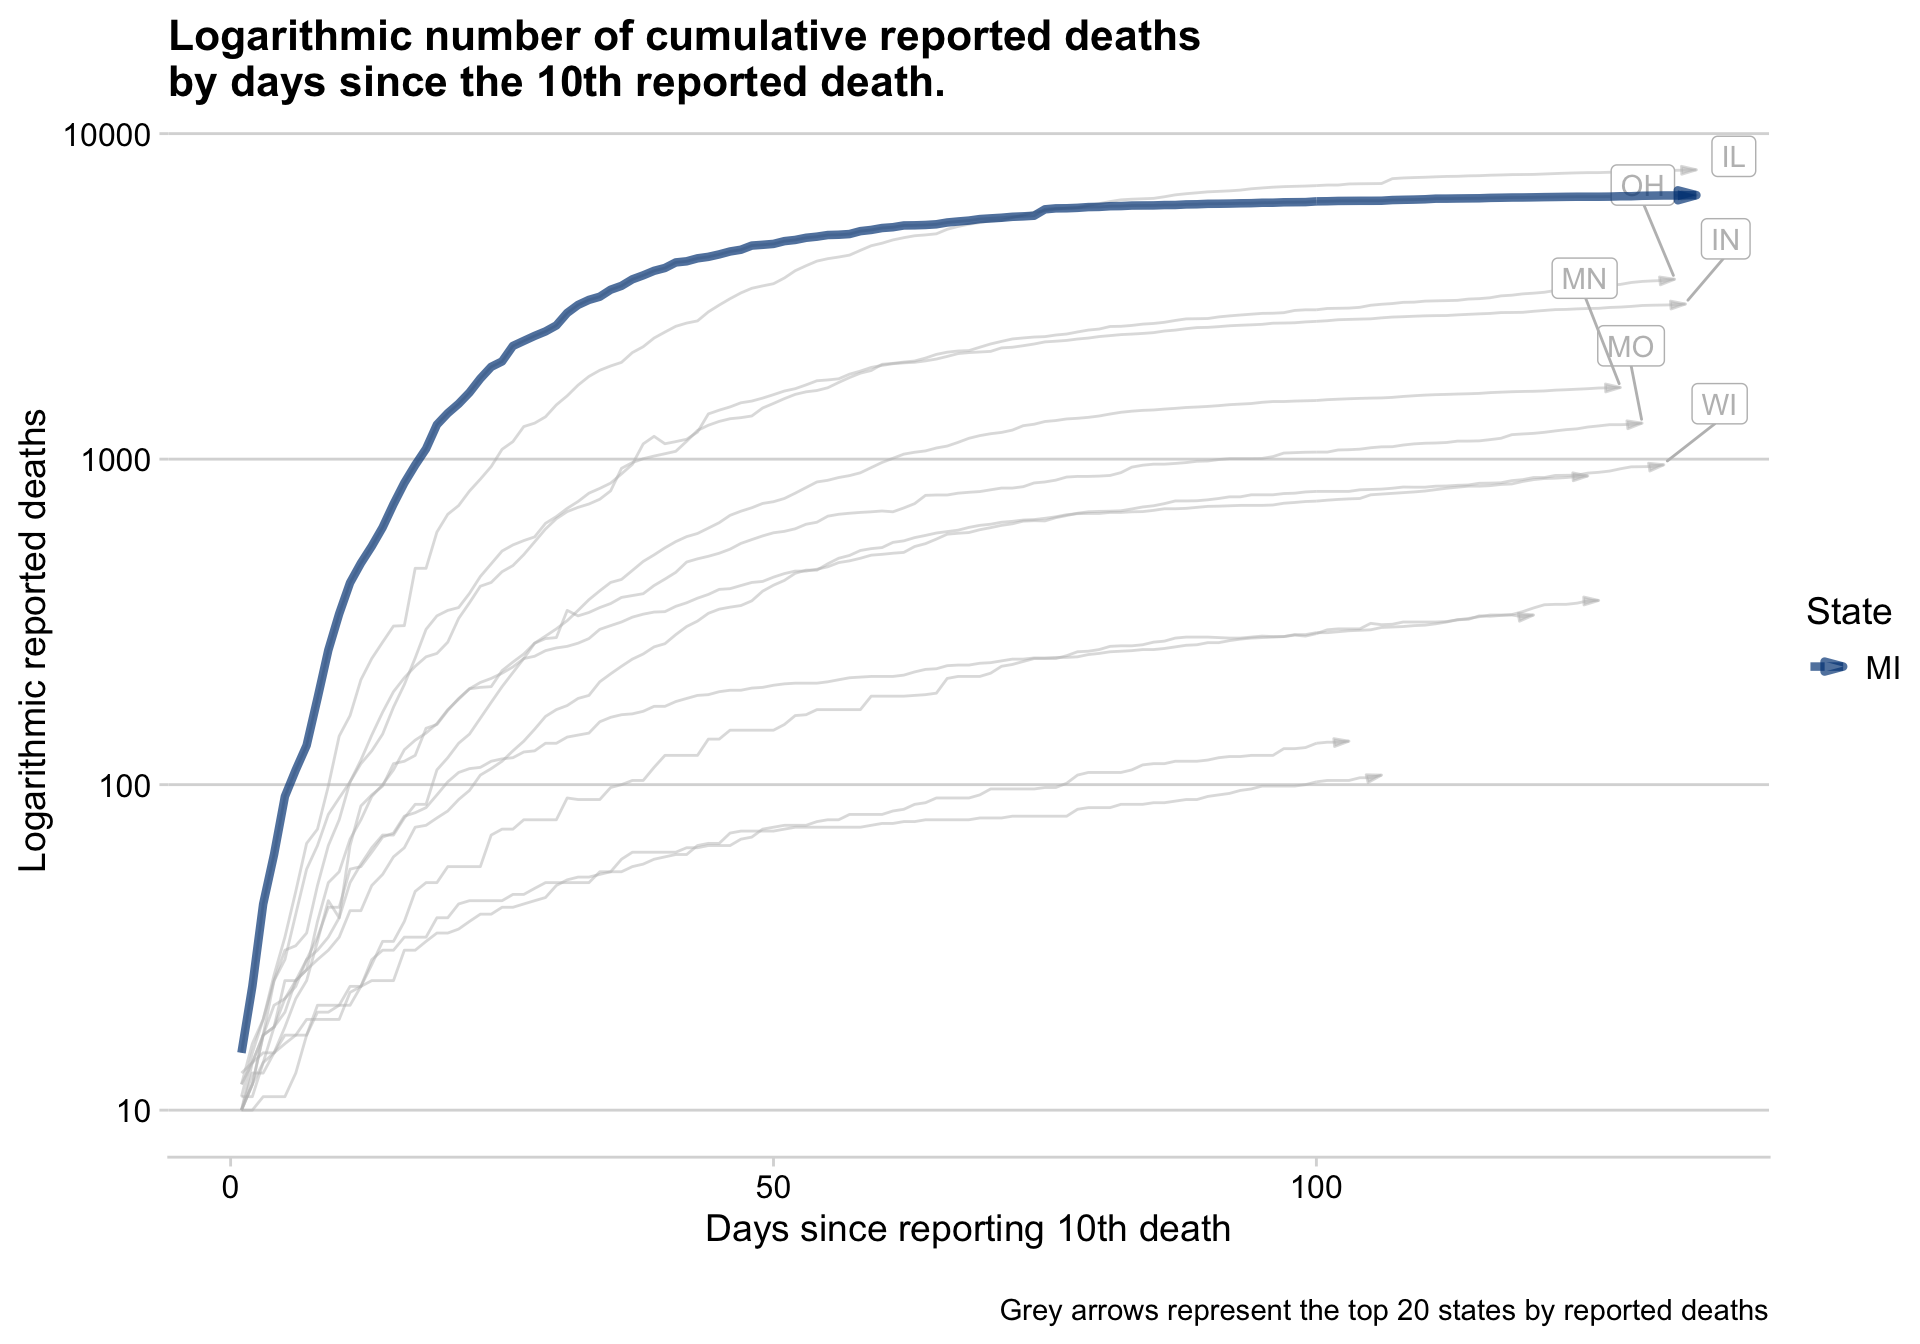 Logarithmic number of cumulative reported deaths
by days since the 10th reported death.
10000
1000
100
10
Logarithmic reported deaths
IL
OH
IN
MN
MO
WI
State
MI
0
50
100
Days since reporting 10th death
Grey arrows represent the top 20 states by reported deaths